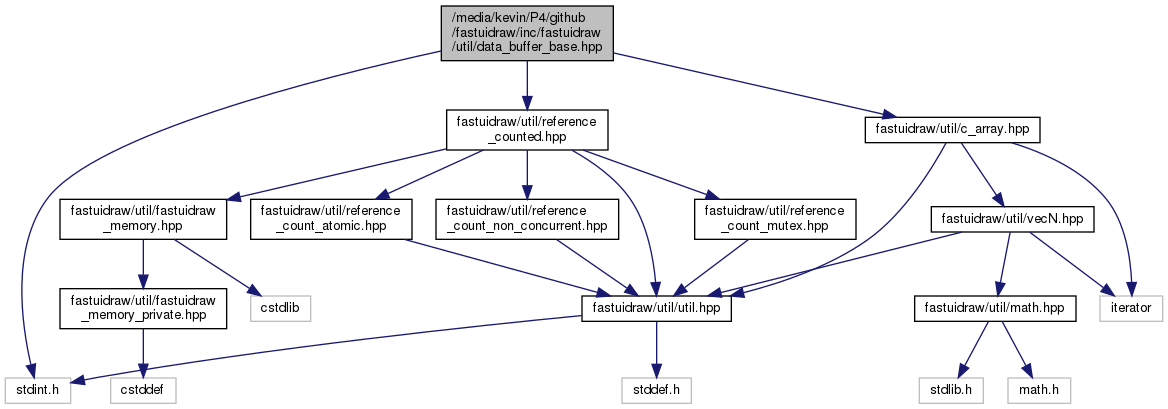 /media/kevin/P4/github
/fastuidraw/inc/fastuidraw
/util/data_buffer_base.hpp
fastuidraw/util/reference
_counted.hpp
fastuidraw/util/c_array.hpp
fastuidraw/util/fastuidraw
_memory.hpp
fastuidraw/util/reference
_count_atomic.hpp
fastuidraw/util/reference
_count_non_concurrent.hpp
fastuidraw/util/reference
_count_mutex.hpp
fastuidraw/util/vecN.hpp
fastuidraw/util/fastuidraw
_memory_private.hpp
cstdlib
fastuidraw/util/util.hpp
fastuidraw/util/math.hpp
iterator
stdint.h
cstddef
stddef.h
stdlib.h
math.h